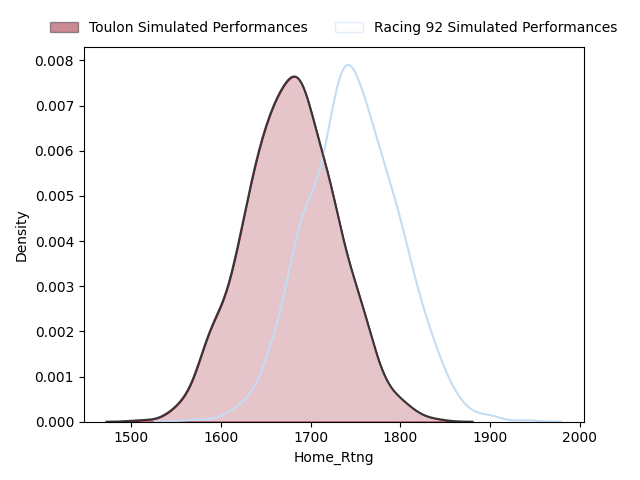 Toulon Simulated Performances Racing 92 Simulated Performances
0.008
0.007
0.006
0.005
0.004
0.003
0.002
0.001
0.000
Density
1500 1600 1700 1800 1900 2000
Home_Rtng